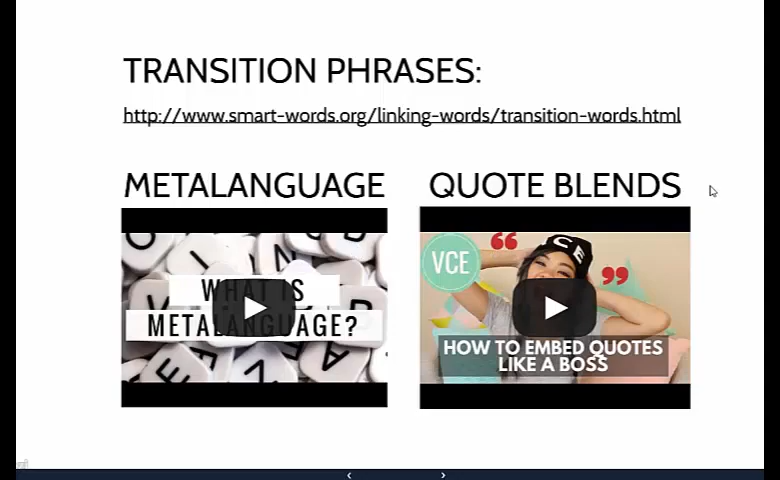 TRANSITION PHRASES:
http://www.smart-words.org/linking-words/transition-words.html
METALANGUAGE
QUOTE BLENDS
WHAT IS
METALANGUAGE?
VCE
HOW TO EMBED QUOTES
LIKE A BOSS